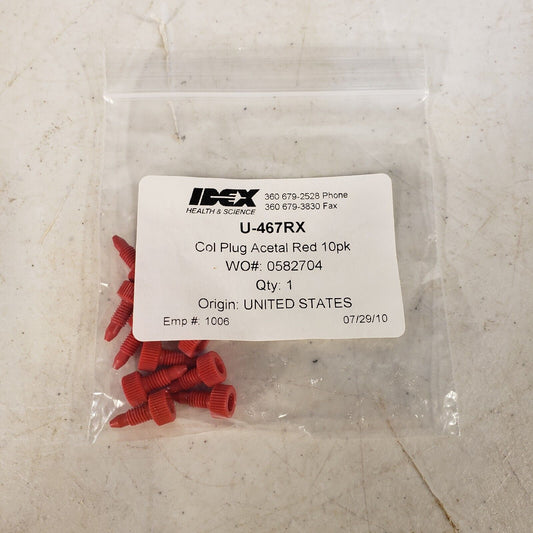 IDEX
HEALTH & SCIENCE
360 679-2528 Phone
360 679-3830 Fax
U-467RX
Col Plug Acetal Red 10pk
WO#: 0582704
Qty: 1
Origin: UNITED STATES
Emp #: 1006 07/29/10